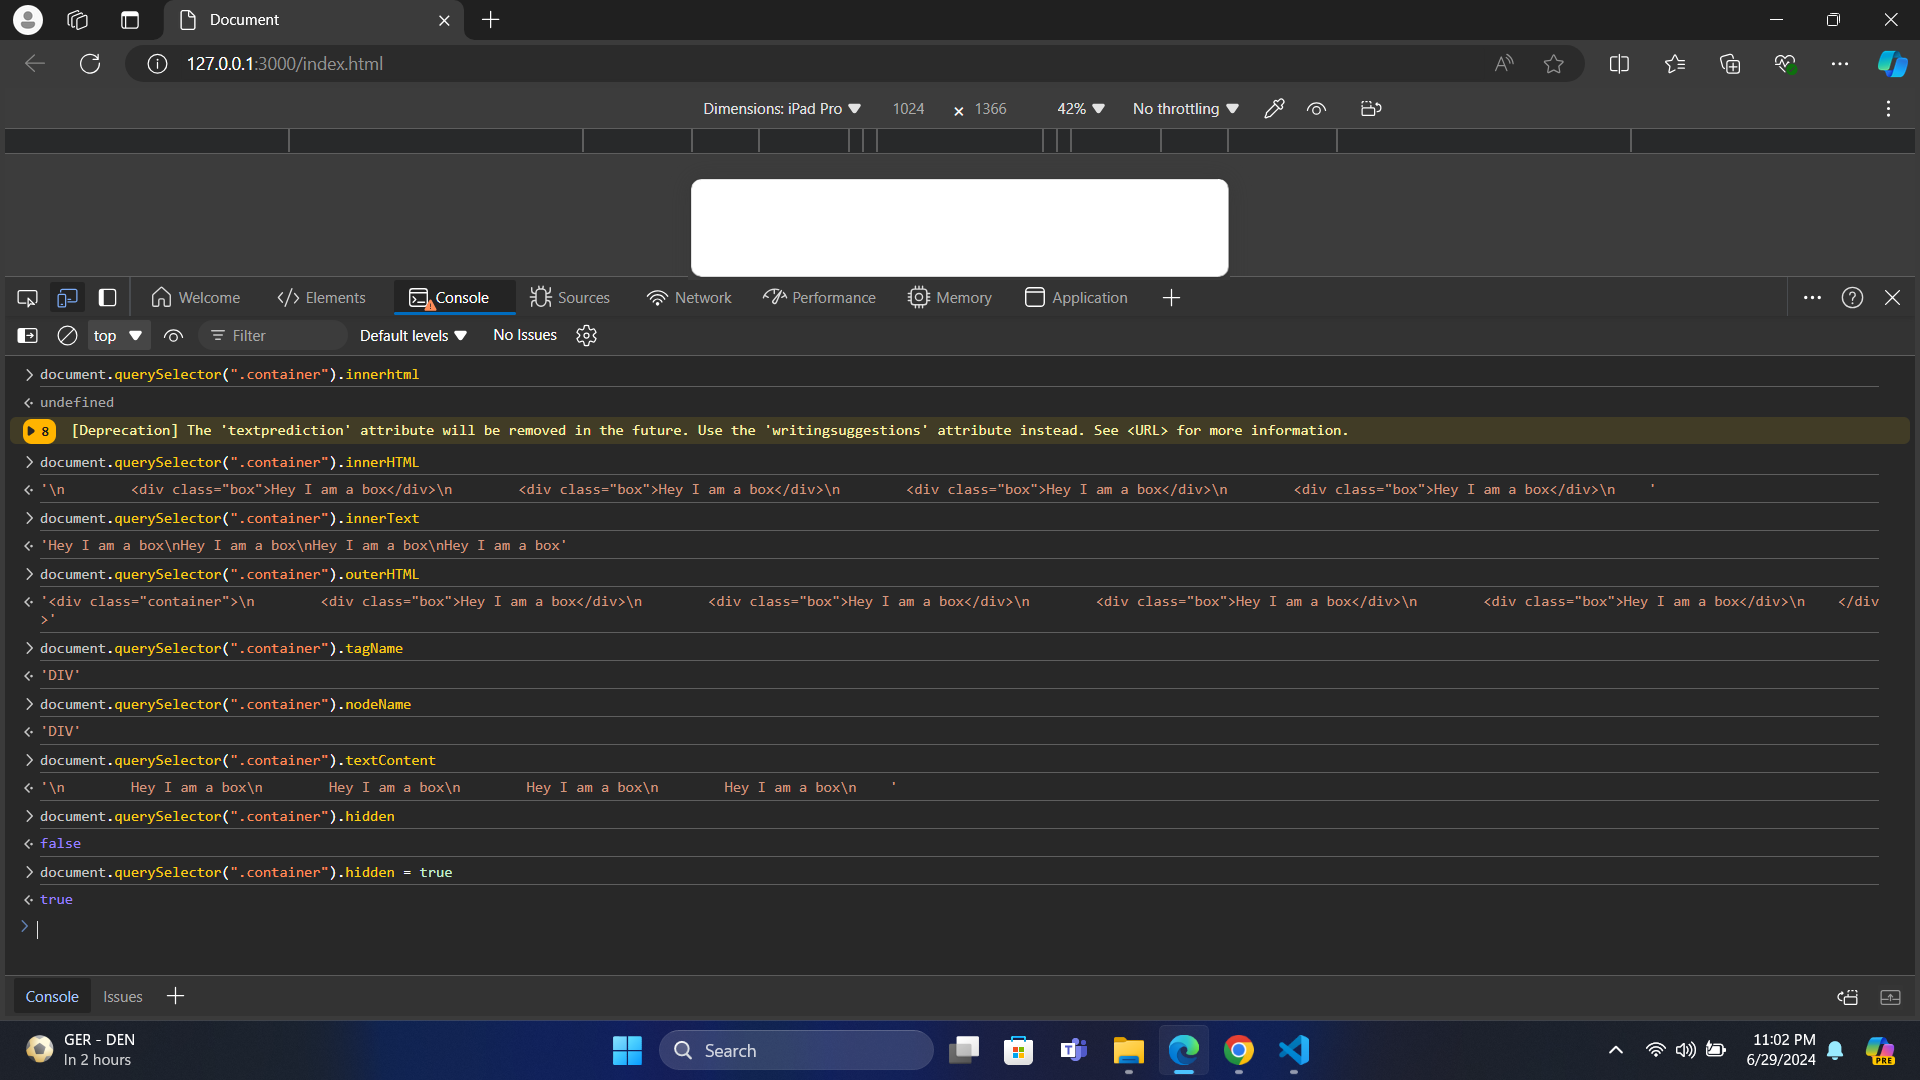 Document
127.0.0.1:3000/index.html
Dimensions: iPad Pro 1024 × 1366 42% No throttling
Welcome Elements Console Sources Network Performance Memory Application
top Filter Default levels No Issues
document.querySelector(".container").innerhtml
undefined
8 [Deprecation] The 'textprediction' attribute will be removed in the future. Use the 'writingsuggestions' attribute instead. See <URL> for more information.
document.querySelector(".container").innerHTML
'\n        <div class="box">Hey I am a box</div>\n        <div class="box">Hey I am a box</div>\n        <div class="box">Hey I am a box</div>\n        <div class="box">Hey I am a box</div>\n    '
document.querySelector(".container").innerText
'Hey I am a box\nHey I am a box\nHey I am a box\nHey I am a box'
document.querySelector(".container").outerHTML
'<div class="container">\n        <div class="box">Hey I am a box</div>\n        <div class="box">Hey I am a box</div>\n        <div class="box">Hey I am a box</div>\n        <div class="box">Hey I am a box</div>\n    </div
>'
document.querySelector(".container").tagName
'DIV'
document.querySelector(".container").nodeName
'DIV'
document.querySelector(".container").textContent
'\n        Hey I am a box\n        Hey I am a box\n        Hey I am a box\n        Hey I am a box\n    '
document.querySelector(".container").hidden
false
document.querySelector(".container").hidden = true
true
Console Issues
GER - DEN
In 2 hours
Search
11:02 PM
6/29/2024
PRE